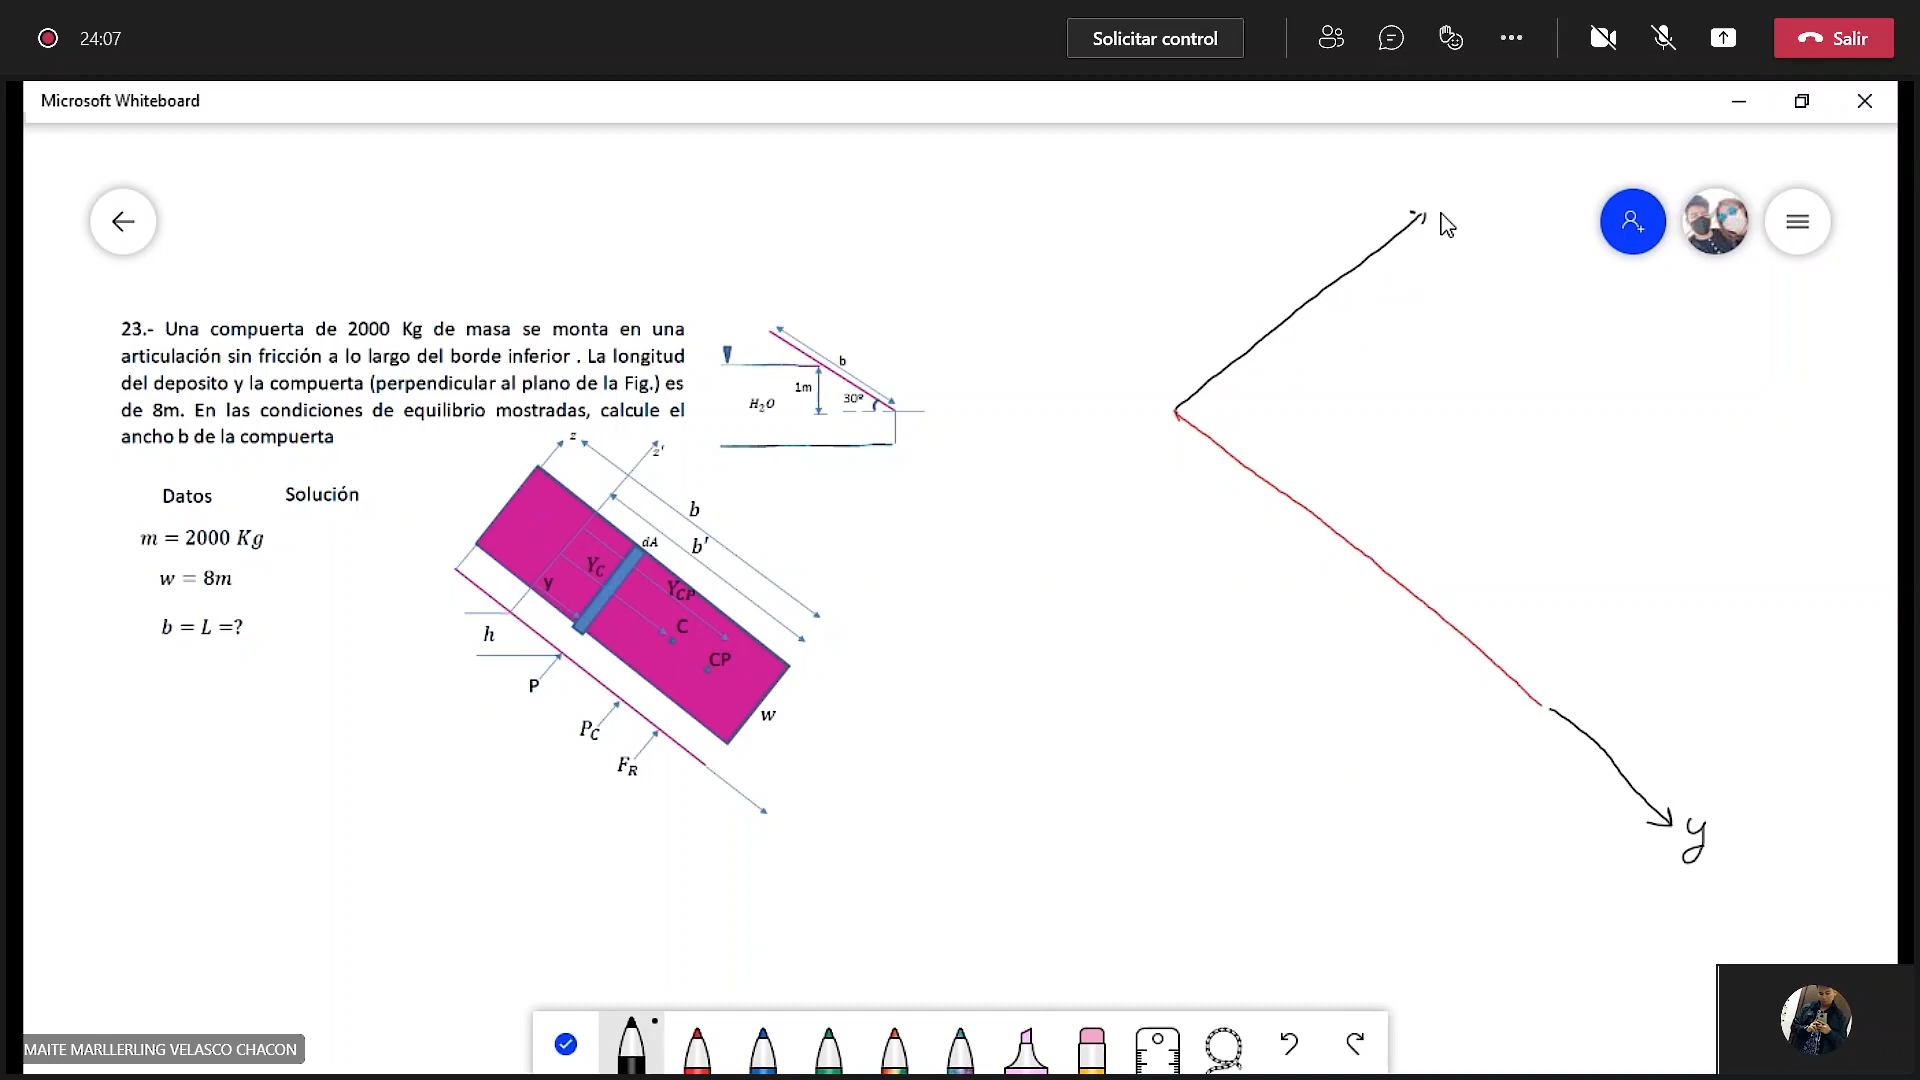 24:07
Solicitar control
Salir
Microsoft Whiteboard
23.- Una compuerta de 2000 Kg de masa se monta en una
articulación sin fricción a lo largo del borde inferior . La longitud
del deposito y la compuerta (perpendicular al plano de la Fig.) es
de 8m. En las condiciones de equilibrio mostradas, calcule el
ancho b de la compuerta
b
1m
30º
H₂O
Datos
Solución
m = 2000 Kg
w = 8m
b = L =?
z
z'
b
b'
dA
Y_C
y
Y_CP
C
CP
h
P
w
P_C
F_R
y
MAITE MARLLERLING VELASCO CHACON